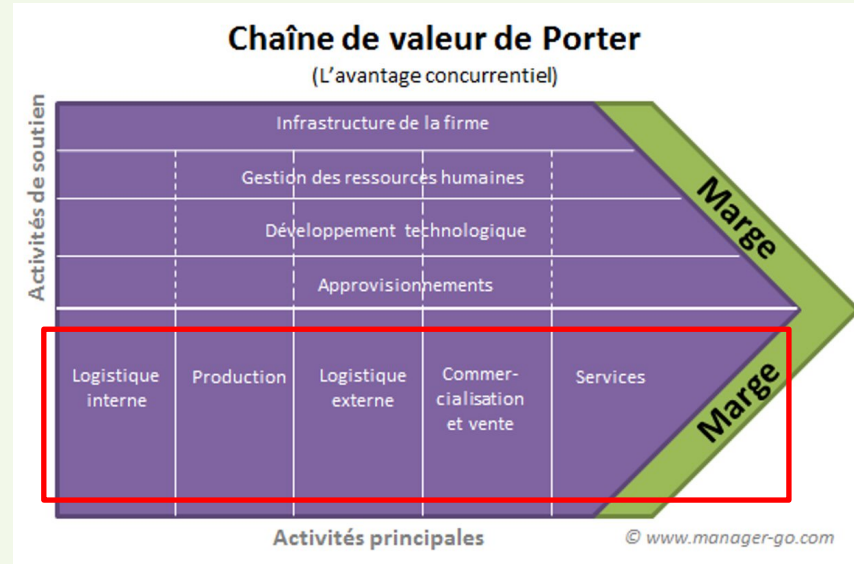 Chaîne de valeur de Porter
(L'avantage concurrentiel)
Activités de soutien
Infrastructure de la firme
Gestion des ressources humaines
Développement technologique
Approvisionnements
Marge
Logistique
interne
Production
Logistique
externe
Commer-
cialisation
et vente
Services
Marge
Activités principales
© www.manager-go.com